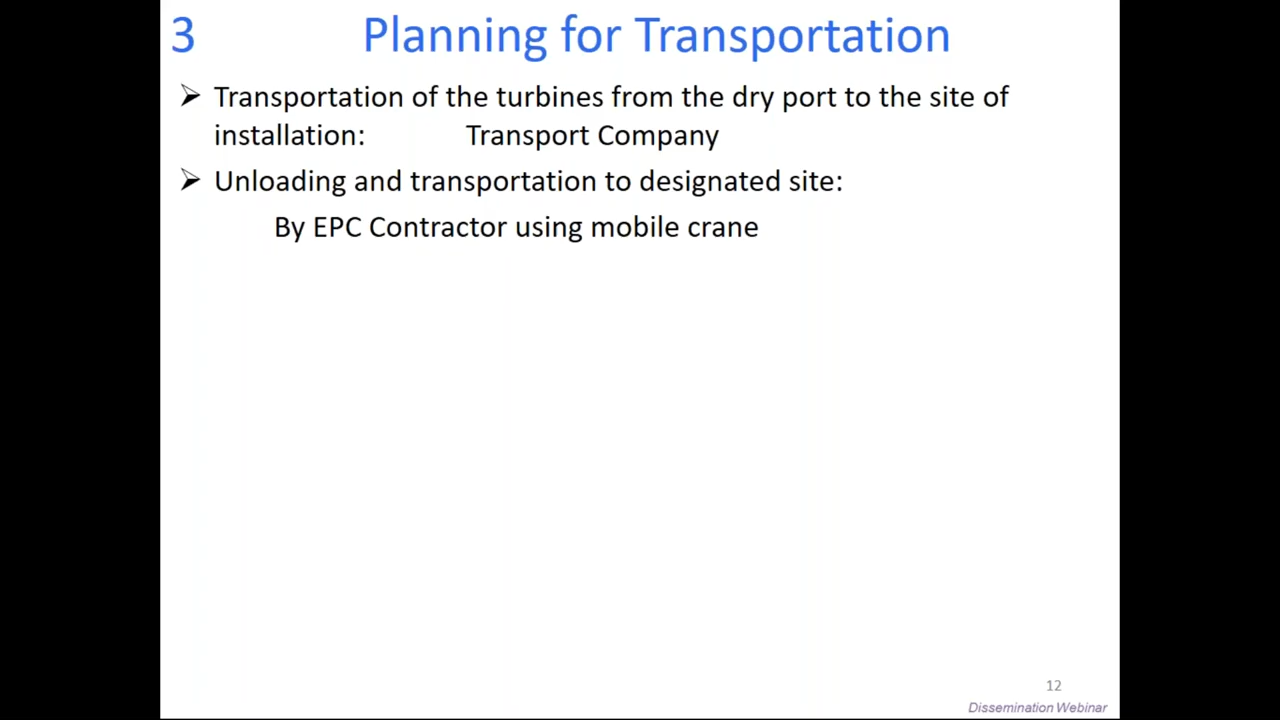 3 Planning for Transportation
➢ Transportation of the turbines from the dry port to the site of
installation: Transport Company
➢ Unloading and transportation to designated site:
By EPC Contractor using mobile crane
12
Dissemination Webinar